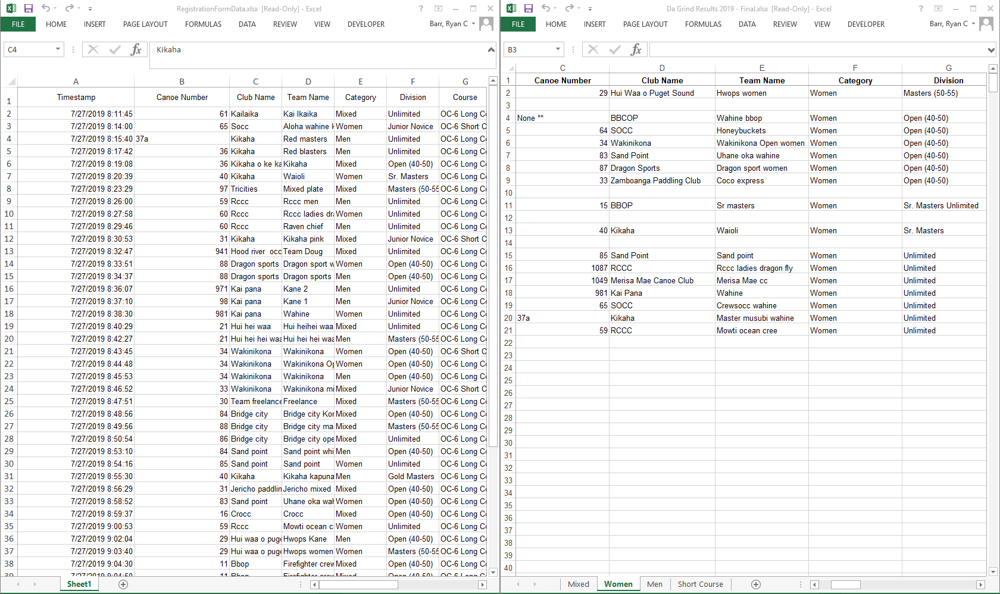 RegistrationFormData.xlsx [Read-Only] - Excel
FILE HOME INSERT PAGE LAYOUT FORMULAS DATA REVIEW VIEW DEVELOPER Barr, Ryan C
C4 fx Kikaha
A B C D E F G
1 Timestamp Canoe Number Club Name Team Name Category Division Course
2 7/27/2019 8:11:45 61 Kailaika Kai Ikaika Mixed Unlimited OC-6 Long C
3 7/27/2019 8:14:00 65 Socc Aloha wahine Women Junior Novice OC-6 Short C
4 7/27/2019 8:15:40 37a Kikaha Red masters Men Unlimited OC-6 Long C
5 7/27/2019 8:17:42 36 Kikaha Red blasters Men Unlimited OC-6 Long C
6 7/27/2019 8:19:08 36 Kikaha o ke ka Kikaha Mixed Open (40-50) OC-6 Long C
7 7/27/2019 8:20:39 40 Kikaha Waioli Women Sr. Masters OC-6 Long C
8 7/27/2019 8:23:29 97 Tricities Mixed plate Mixed Masters (50-55 OC-6 Long C
9 7/27/2019 8:26:00 59 Rccc Rccc men Men Unlimited OC-6 Long C
10 7/27/2019 8:27:58 60 Rccc Rccc ladies dra Women Unlimited OC-6 Long C
11 7/27/2019 8:29:46 60 Rccc Raven chief Men Unlimited OC-6 Long C
12 7/27/2019 8:30:53 31 Kikaha Kikaha pink Mixed Junior Novice OC-6 Short C
13 7/27/2019 8:32:47 941 Hood river occ Team Doug Mixed Unlimited OC-6 Long C
14 7/27/2019 8:33:51 88 Dragon sports Dragon sport w Women Open (40-50) OC-6 Long C
15 7/27/2019 8:34:37 88 Dragon sports Dragon sports Men Open (40-50) OC-6 Long C
16 7/27/2019 8:36:07 971 Kai pana Kane 2 Men Unlimited OC-6 Long C
17 7/27/2019 8:37:10 98 Kai pana Kane 1 Men Junior Novice OC-6 Long C
18 7/27/2019 8:38:30 981 Kai pana Wahine Women Unlimited OC-6 Long C
19 7/27/2019 8:40:29 21 Hui hei waa Hui heihei waa Mixed Unlimited OC-6 Long C
20 7/27/2019 8:42:27 21 Hui hei hei waa Hui hei hei waa Men Masters (50-55 OC-6 Long C
21 7/27/2019 8:43:45 34 Wakinikona Wakinikona Women Open (40-50) OC-6 Short C
22 7/27/2019 8:44:48 34 Wakinikona Wakinikona Op Women Open (40-50) OC-6 Long C
23 7/27/2019 8:45:53 34 Wakinikona Wakinikona Men Open (40-50) OC-6 Long C
24 7/27/2019 8:46:52 33 Wakinikona Wakinikona mi Mixed Junior Novice OC-6 Short C
25 7/27/2019 8:47:51 30 Team freelance Freelance Mixed Masters (50-55 OC-6 Long C
26 7/27/2019 8:48:56 84 Bridge city Bridge city Kor Mixed Open (40-50) OC-6 Long C
27 7/27/2019 8:49:56 88 Bridge city Bridge city ma Mixed Masters (50-55 OC-6 Long C
28 7/27/2019 8:50:54 86 Bridge city Bridge city ope Mixed Unlimited OC-6 Long C
29 7/27/2019 8:53:10 84 Sand point Sand point whi Men Open (40-50) OC-6 Long C
30 7/27/2019 8:54:16 85 Sand point Sand point Women Unlimited OC-6 Long C
31 7/27/2019 8:55:30 40 Kikaha Kikaha kapuna Men Gold Masters OC-6 Long C
32 7/27/2019 8:56:29 31 Jericho paddlin Jericho mixed Mixed Open (40-50) OC-6 Long C
33 7/27/2019 8:58:52 83 Sand point Uhane oka wah Women Open (40-50) OC-6 Long C
34 7/27/2019 8:59:37 16 Crocc Crocc Mixed Open (40-50) OC-6 Long C
35 7/27/2019 9:00:53 59 Rccc Mowti ocean c Women Unlimited OC-6 Long C
36 7/27/2019 9:02:04 29 Hui waa o puge Hwops Kane Men Open (40-50) OC-6 Long C
37 7/27/2019 9:03:40 29 Hui waa o puge Hwops women Women Masters (50-55 OC-6 Long C
38 7/27/2019 9:04:30 11 Bbop Firefighter crew Mixed Open (40-50) OC-6 Long C
Sheet1
Da Grind Results 2019 - Final.xlsx [Read-Only] - Excel
FILE HOME INSERT PAGE LAYOUT FORMULAS DATA REVIEW VIEW DEVELOPER Barr, Ryan C
B3 fx
C D E F G
1 Canoe Number Club Name Team Name Category Division
2 29 Hui Waa o Puget Sound Hwops women Women Masters (50-55)
3
4 None ** BBCOP Wahine bbop Women Open (40-50)
5 64 SOCC Honeybuckets Women Open (40-50)
6 34 Wakinikona Wakinikona Open women Women Open (40-50)
7 83 Sand Point Uhane oka wahine Women Open (40-50)
8 87 Dragon Sports Dragon sport women Women Open (40-50)
9 33 Zamboanga Paddling Club Coco express Women Open (40-50)
10
11 15 BBOP Sr masters Women Sr. Masters Unlimited
12
13 40 Kikaha Waioli Women Sr. Masters
14
15 85 Sand Point Sand point Women Unlimited
16 1087 RCCC Rccc ladies dragon fly Women Unlimited
17 1049 Merisa Mae Canoe Club Merisa Mae cc Women Unlimited
18 981 Kai Pana Wahine Women Unlimited
19 65 SOCC Crewsocc wahine Women Unlimited
20 37a Kikaha Master musubi wahine Women Unlimited
21 59 RCCC Mowti ocean cree Women Unlimited
22
23
24
25
26
27
28
29
30
31
32
33
34
35
36
37
38
39
40
Mixed Women Men Short Course